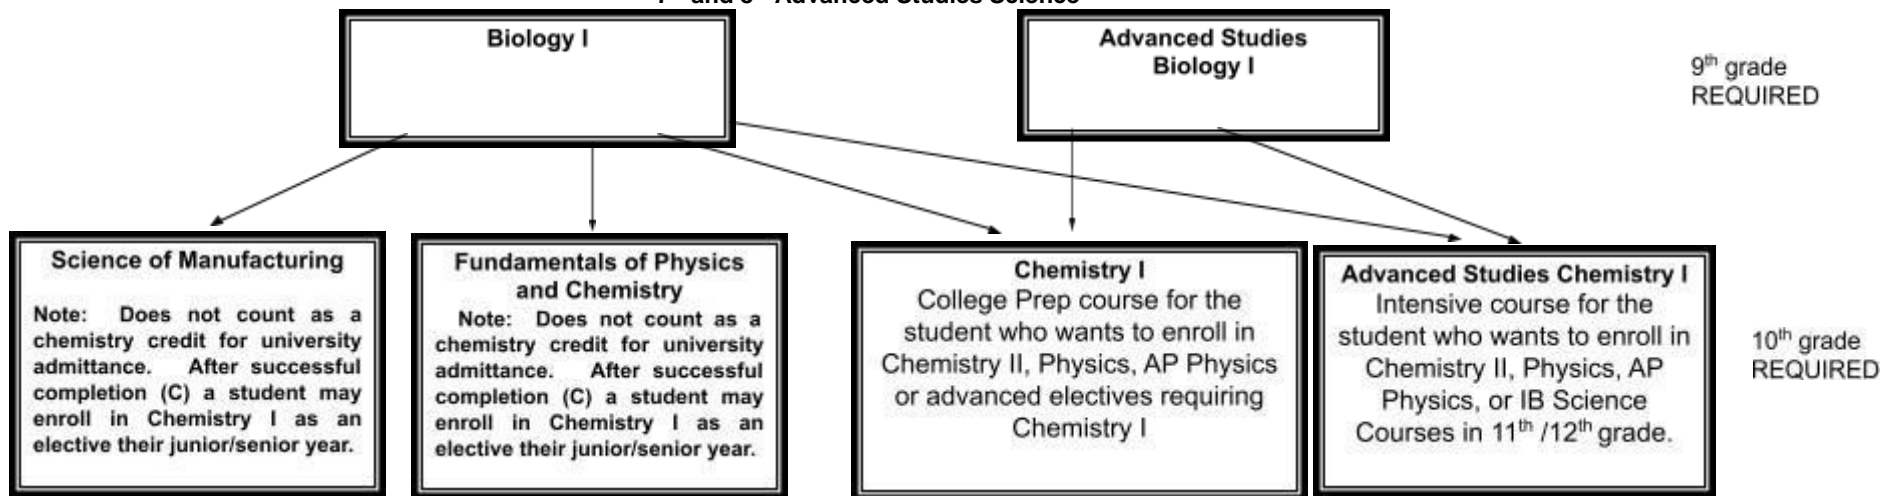 and 8 Advanced Studies Science
Biology I
Advanced Studies
Biology I
9th grade
REQUIRED
Science of Manufacturing
Note: Does not count as a
chemistry credit for university
admittance. After successful
completion (C) a student may
enroll in Chemistry I as an
elective their junior/senior year.
Fundamentals of Physics
and Chemistry
Note: Does not count as a
chemistry credit for university
admittance. After successful
completion (C) a student may
enroll in Chemistry I as an
elective their junior/senior year.
Chemistry I
College Prep course for the
student who wants to enroll in
Chemistry II, Physics, AP Physics
or advanced electives requiring
Chemistry I
Advanced Studies Chemistry I
Intensive course for the
student who wants to enroll in
Chemistry II, Physics, AP
Physics, or IB Science
Courses in 11th /12th grade.
10th grade
REQUIRED